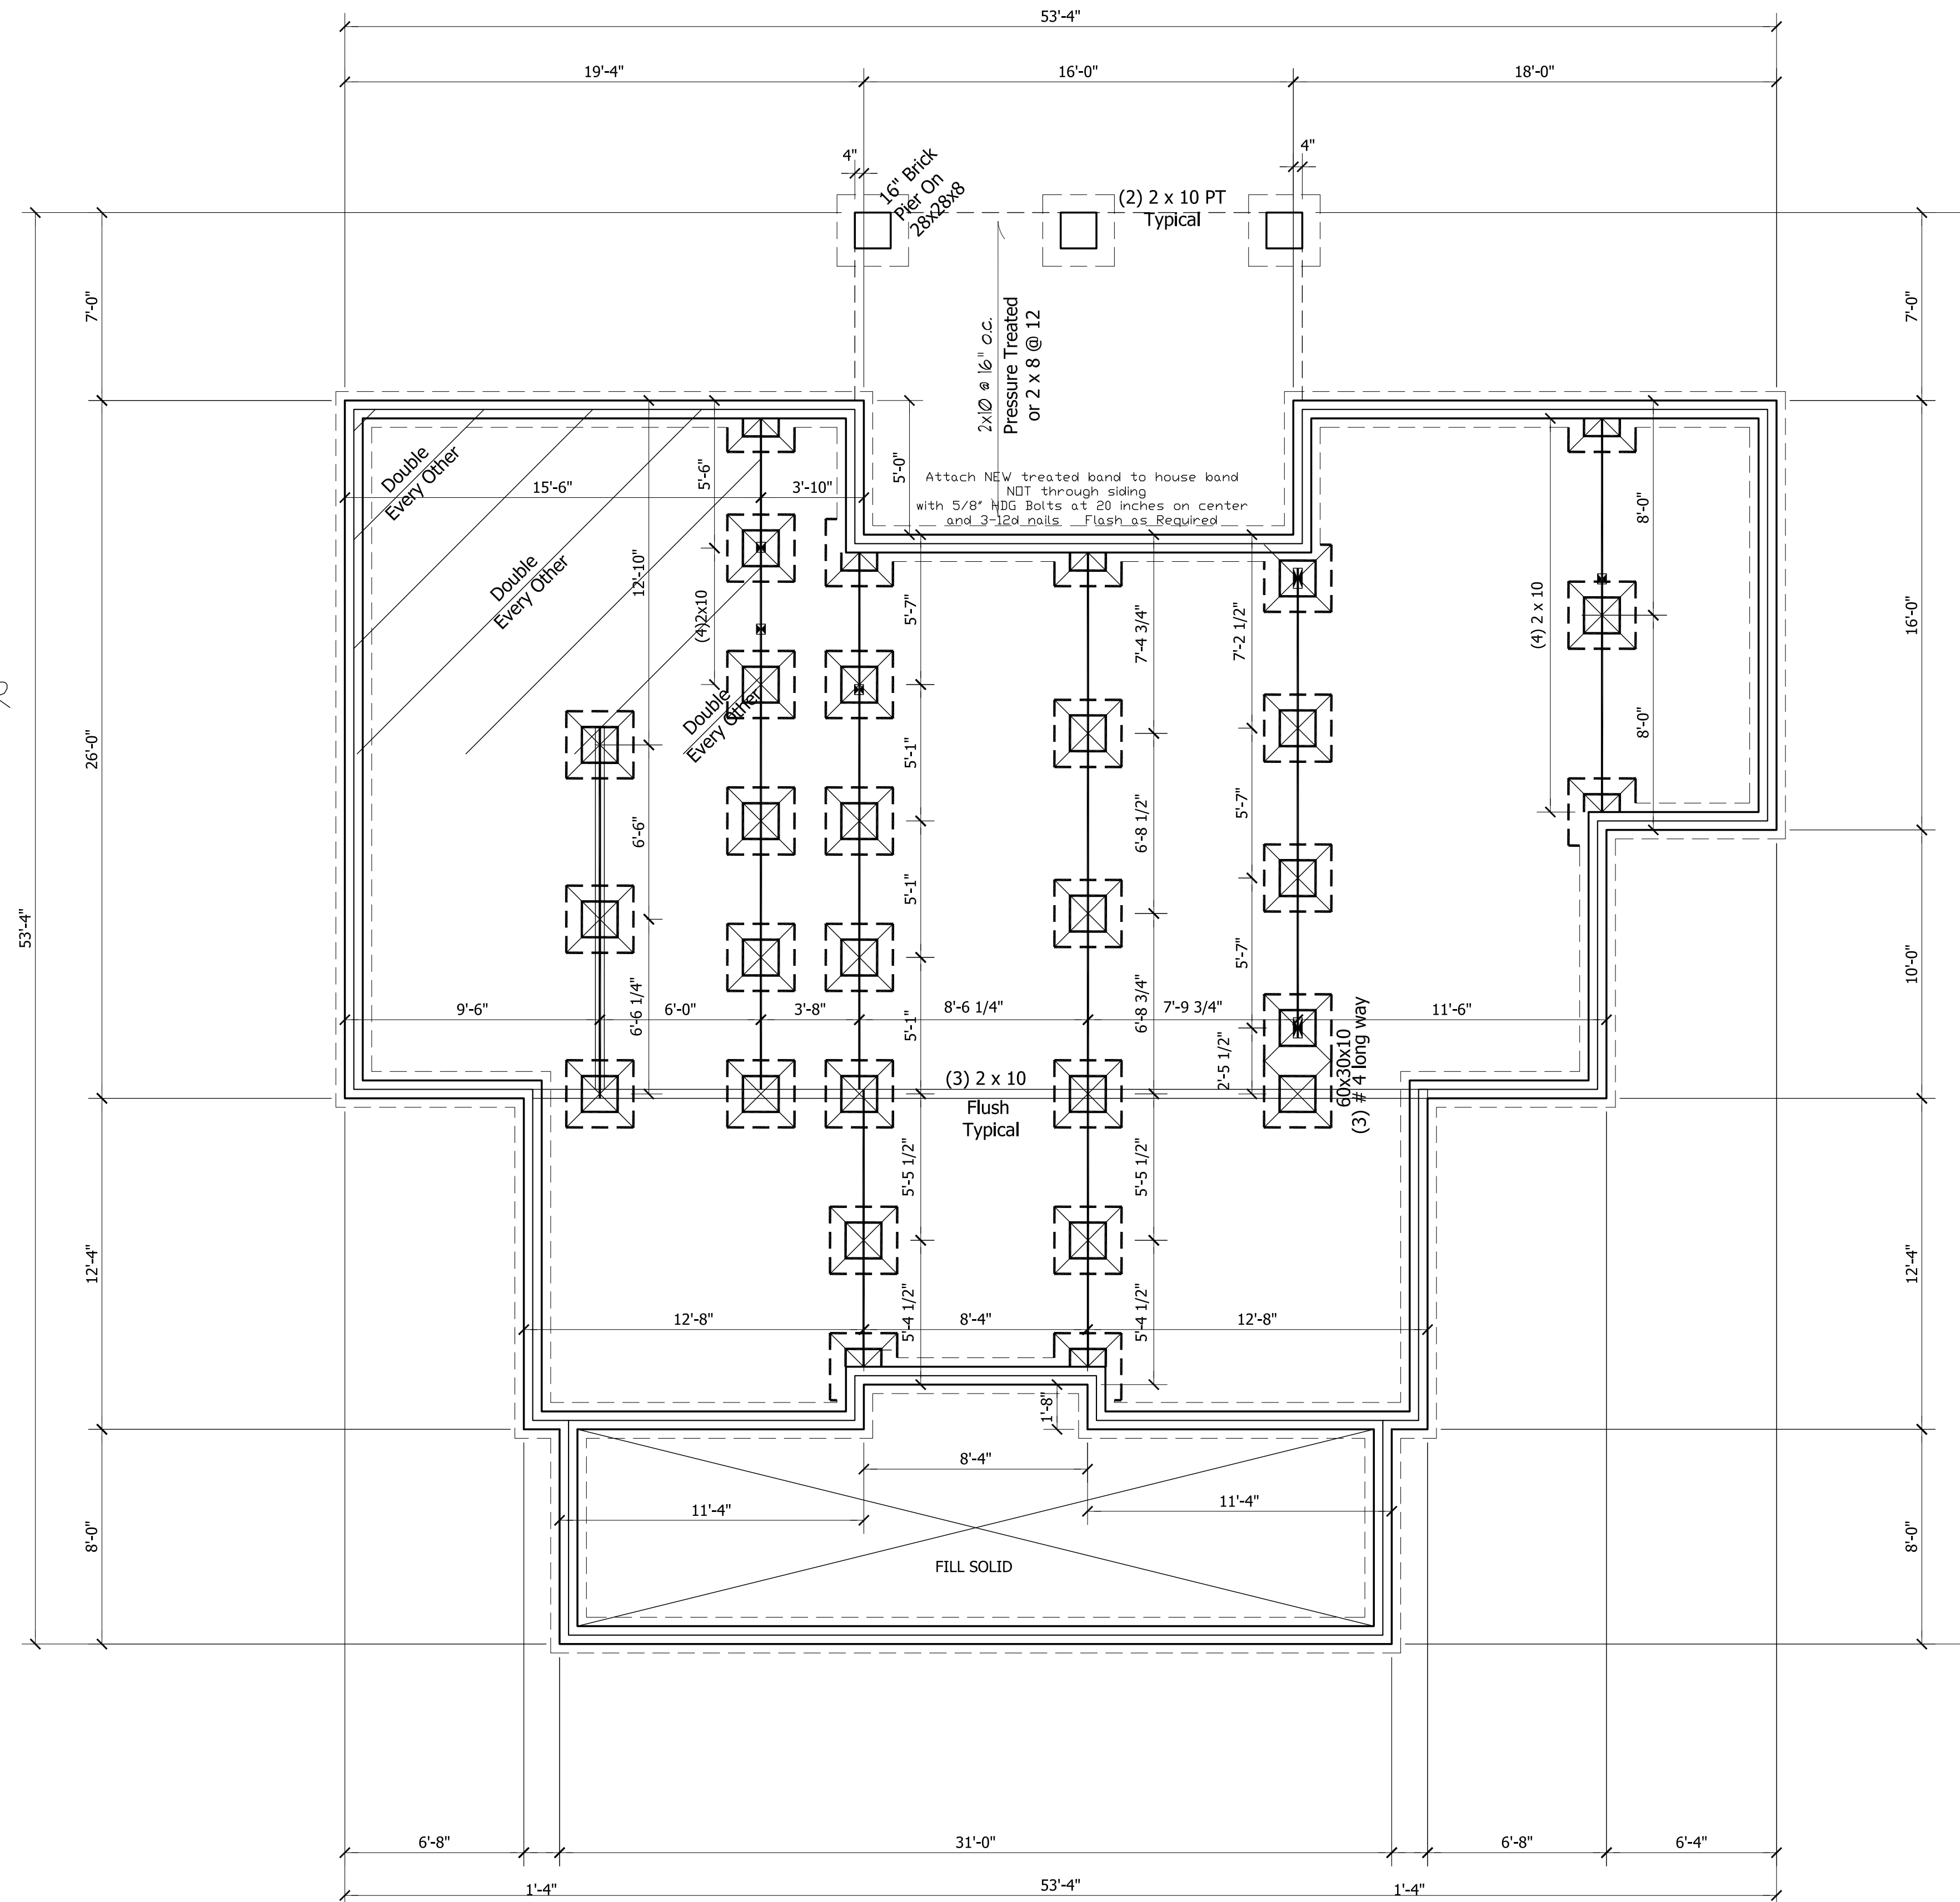 53'-4"
19'-4"
16'-0"
18'-0"
4"
4"
16" Brick
Pier On
28x28x8
(2) 2 x 10 PT
Typical
7'-0"
7'-0"
2x10 @ 16" o.c.
Pressure Treated
or 2 x 8 @ 12
Double
Every Other
Double
Every Other
Double
Every Other
15'-6"
3'-10"
5'-6"
5'-0"
Attach NEW treated band to house band
NOT through siding
with 5/8" HDG Bolts at 20 inches on center
and 3-12d nails Flash as Required
12'-10"
(4)2x10
5'-7"
7'-4 3/4"
7'-2 1/2"
(4) 2 x 10
8'-0"
8'-0"
16'-0"
26'-0"
53'-4"
6'-6"
5'-1"
5'-1"
5'-1"
6'-8 1/2"
5'-7"
5'-7"
6'-6 1/4"
6'-8 3/4"
2'-5 1/2"
10'-0"
9'-6"
6'-0"
3'-8"
8'-6 1/4"
7'-9 3/4"
11'-6"
60x30x10
(3) # 4 long way
(3) 2 x 10
Flush
Typical
5'-5 1/2"
5'-5 1/2"
12'-4"
12'-4"
5'-4 1/2"
5'-4 1/2"
12'-8"
8'-4"
12'-8"
1'-8"
8'-4"
11'-4"
11'-4"
8'-0"
8'-0"
FILL SOLID
6'-8"
31'-0"
6'-8"
6'-4"
1'-4"
53'-4"
1'-4"